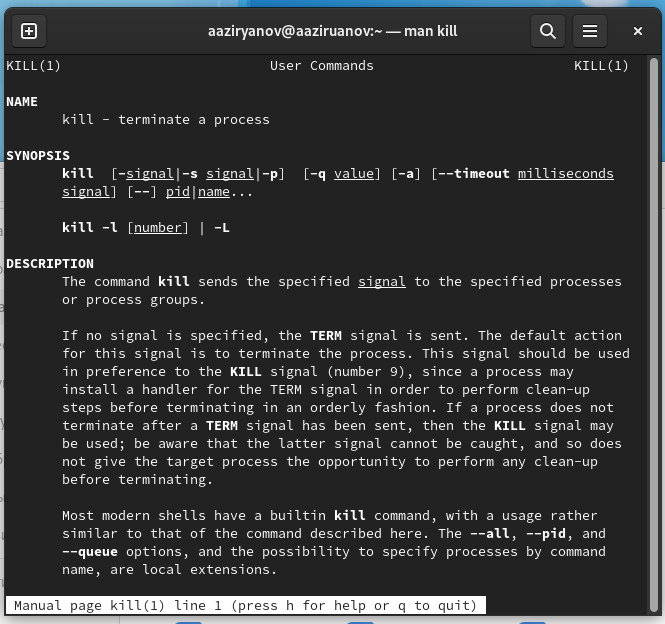 aaziryanov@aaziruanov:~ — man kill
KILL(1) User Commands KILL(1)
NAME
kill - terminate a process
SYNOPSIS
kill [-signal|-s signal|-p] [-q value] [-a] [--timeout milliseconds
signal] [--] pid|name...
kill -l [number] | -L
DESCRIPTION
The command kill sends the specified signal to the specified processes
or process groups.
If no signal is specified, the TERM signal is sent. The default action
for this signal is to terminate the process. This signal should be used
in preference to the KILL signal (number 9), since a process may
install a handler for the TERM signal in order to perform clean-up
steps before terminating in an orderly fashion. If a process does not
terminate after a TERM signal has been sent, then the KILL signal may
be used; be aware that the latter signal cannot be caught, and so does
not give the target process the opportunity to perform any clean-up
before terminating.
Most modern shells have a builtin kill command, with a usage rather
similar to that of the command described here. The --all, --pid, and
--queue options, and the possibility to specify processes by command
name, are local extensions.
Manual page kill(1) line 1 (press h for help or q to quit)